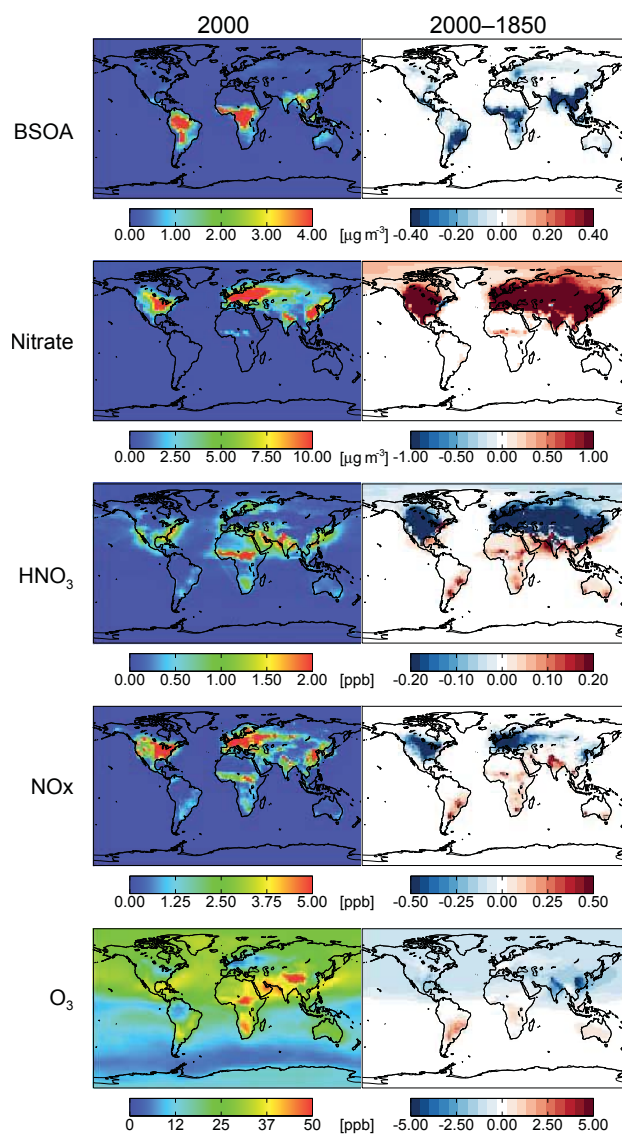 2000 2000–1850
BSOA
0.00 1.00 2.00 3.00 4.00 [μg m-3] -0.40 -0.20 0.00 0.20 0.40
Nitrate
0.00 2.50 5.00 7.50 10.00 [μg m-3] -1.00 -0.50 0.00 0.50 1.00
HNO3
0.00 0.50 1.00 1.50 2.00 [ppb] -0.20 -0.10 0.00 0.10 0.20
NOx
0.00 1.25 2.50 3.75 5.00 [ppb] -0.50 -0.25 0.00 0.25 0.50
O3
0 12 25 37 50 [ppb] -5.00 -2.50 0.00 2.50 5.00